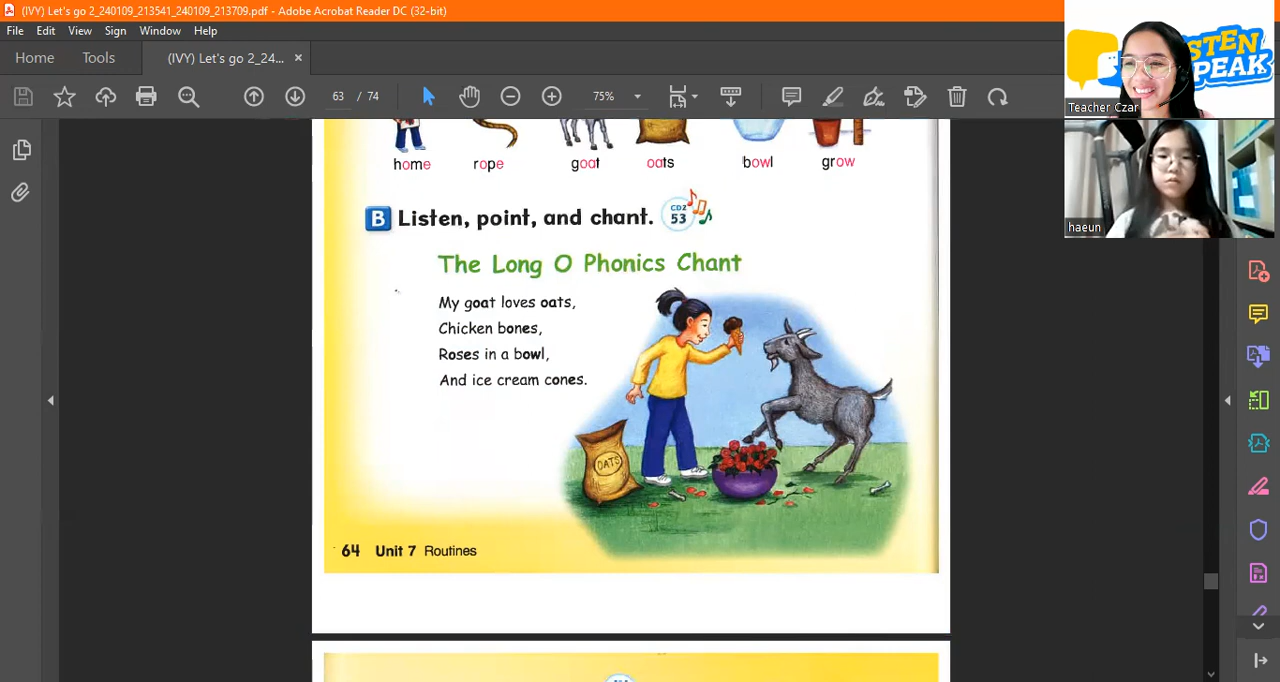 (IVY) Let's go 2_240109_213541_240109_213709.pdf - Adobe Acrobat Reader DC (32-bit)
File Edit View Sign Window Help
Home Tools (IVY) Let's go 2_24... ×
63 / 74 75%
home rope goat oats bowl grow
B Listen, point, and chant. CD2 53
The Long O Phonics Chant
My goat loves oats,
Chicken bones,
Roses in a bowl,
And ice cream cones.
OATS
64 Unit 7 Routines
LISTEN
SPEAK
Teacher Czar
haeun